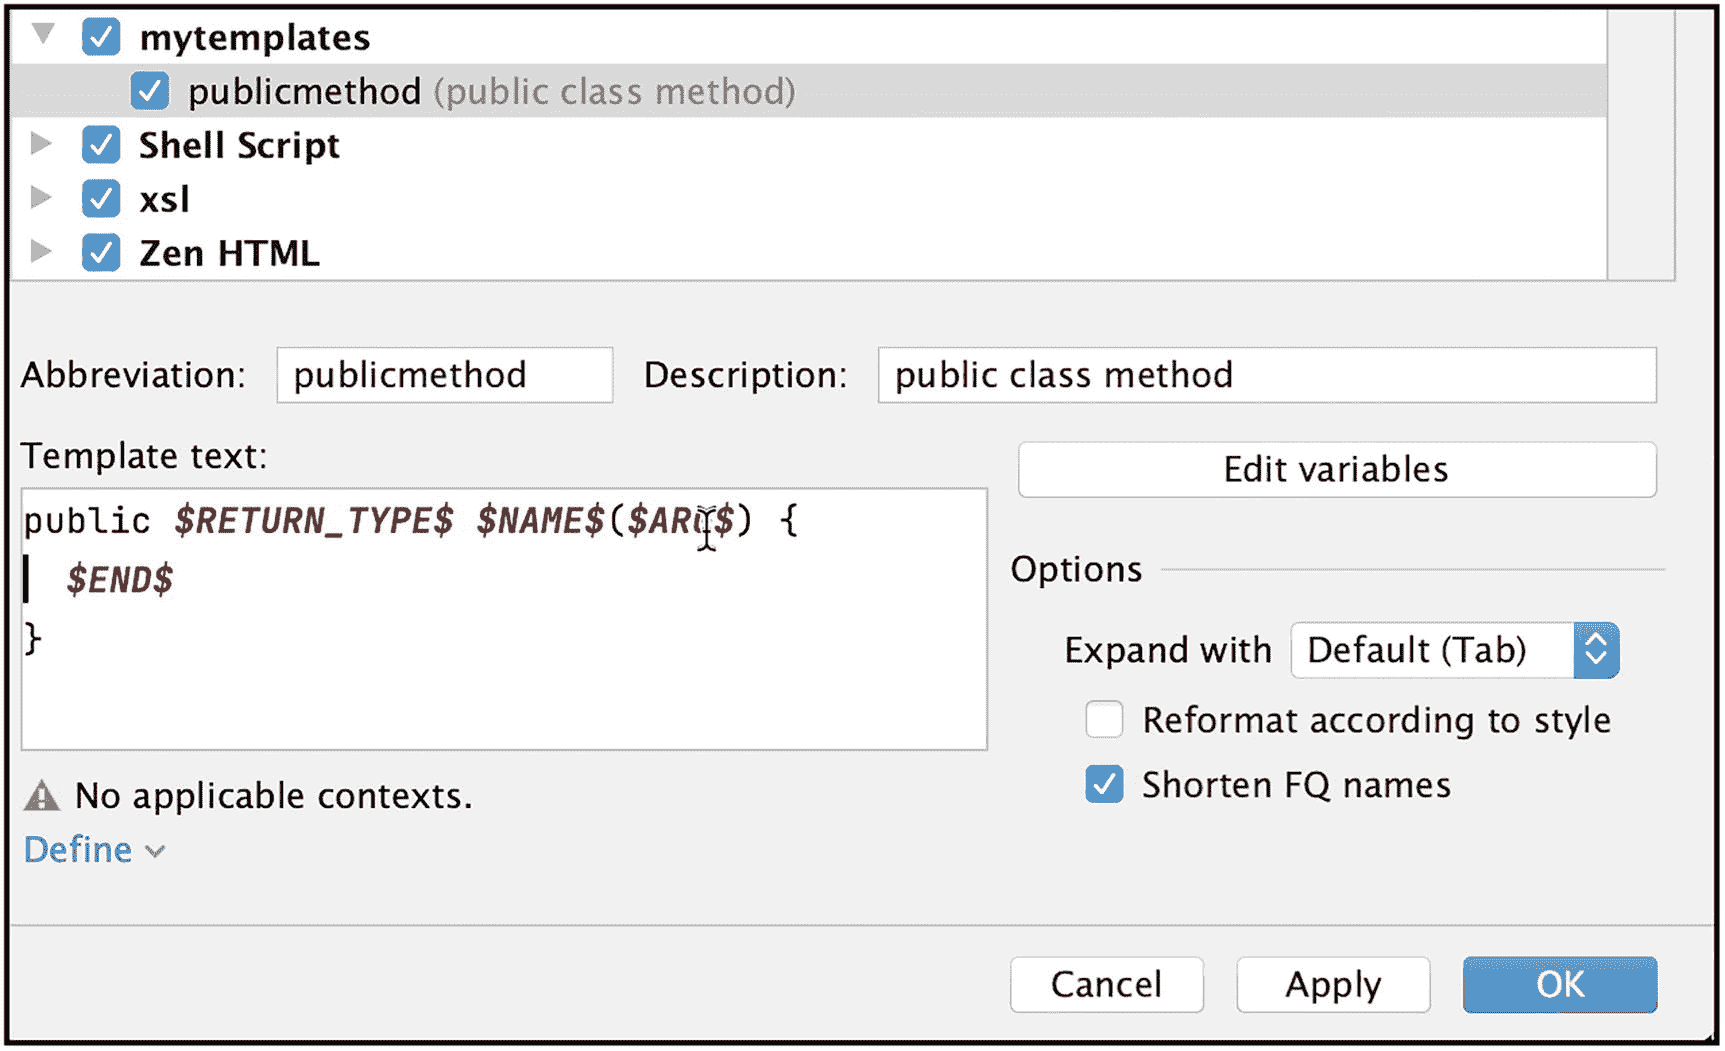 mytemplates
publicmethod (public class method)
Shell Script
xsl
Zen HTML
Abbreviation: publicmethod Description: public class method
Template text:
Edit variables
public $RETURN_TYPE$ $NAME$($ARG$) {
$END$
}
Options
Expand with Default (Tab)
Reformat according to style
Shorten FQ names
No applicable contexts.
Define
Cancel Apply OK